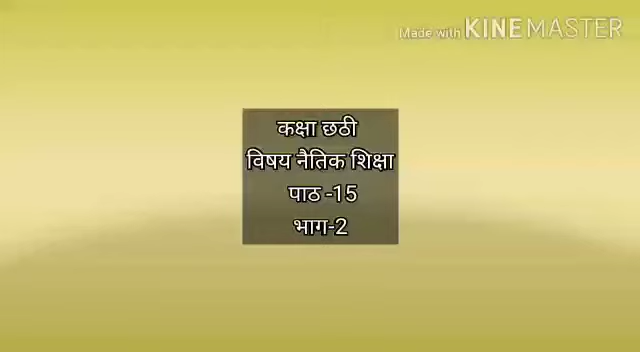 Made with KINEMASTER
कक्षा छठी
विषय नैतिक शिक्षा
पाठ -15
भाग-2